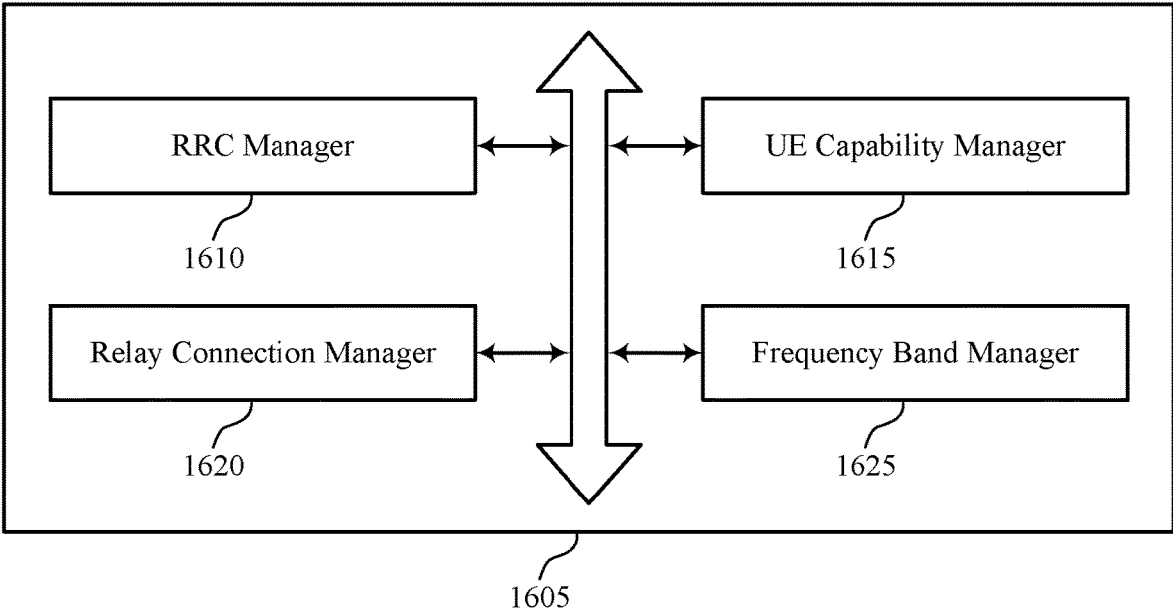 RRC Manager
UE Capability Manager
1610
1615
Relay Connection Manager
Frequency Band Manager
1620
1625
1605